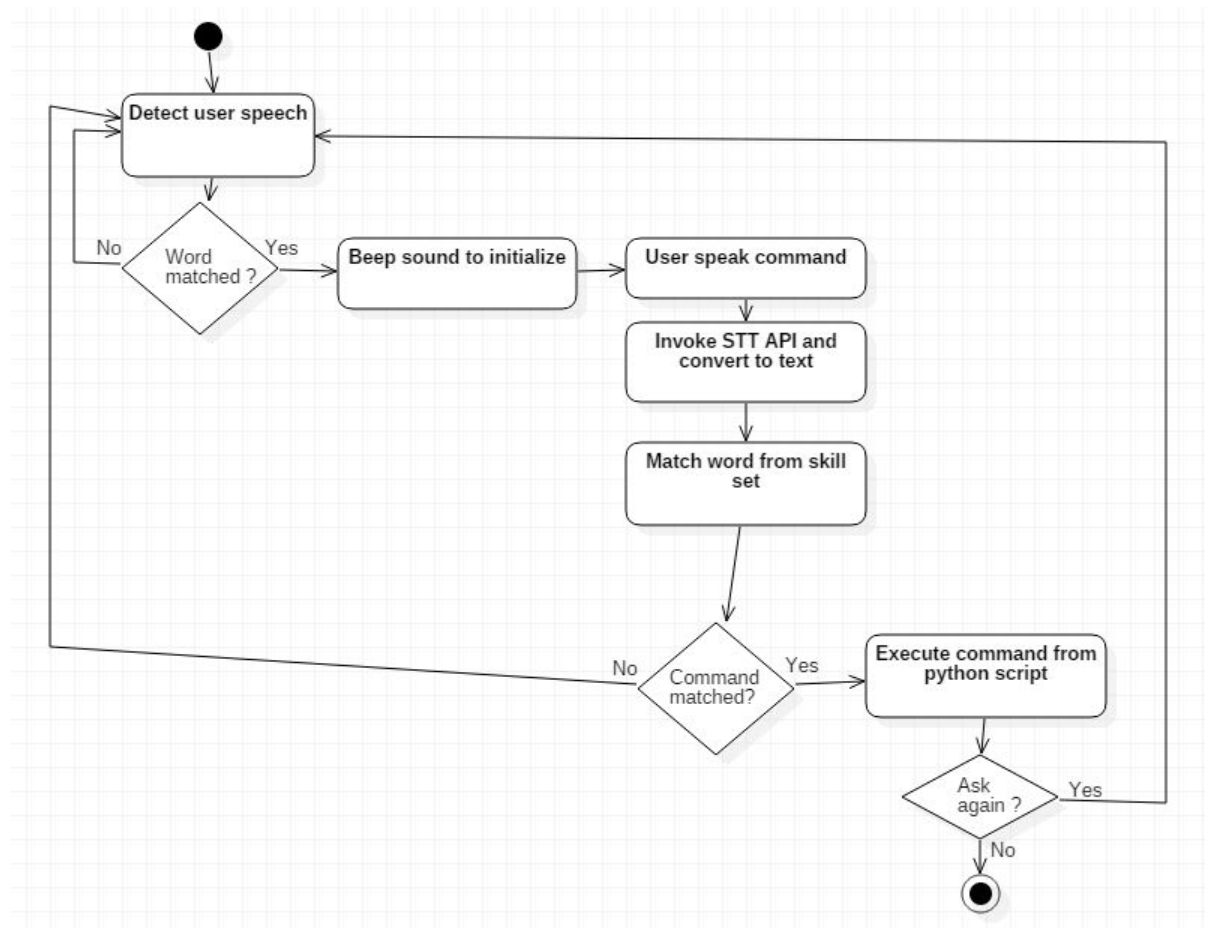 Detect user speech
No
Word
matched ?
Yes
Beep sound to initialize
User speak command
Invoke STT API and
convert to text
Match word from skill
set
No
Command
matched?
Yes
Execute command from
python script
Ask
again ?
Yes
No